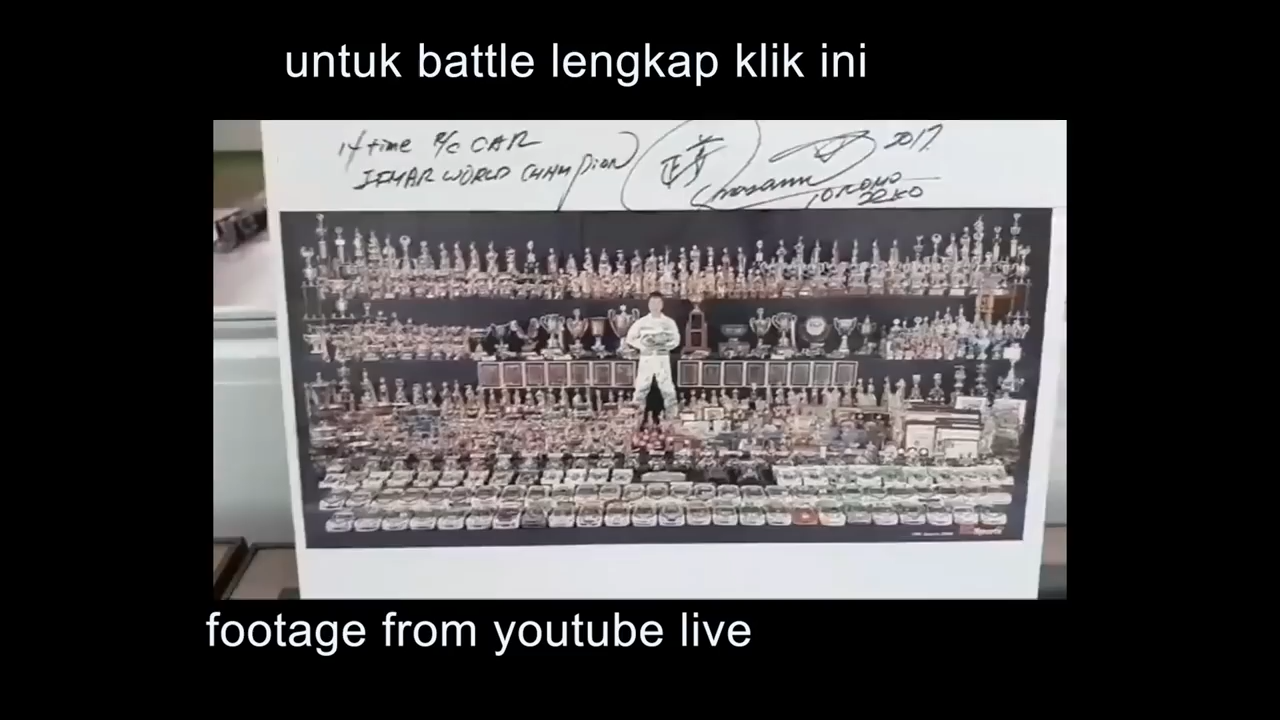 untuk battle lengkap klik ini
14 time R/C CAR 2017
IFMAR WORLD CHAMPION
footage from youtube live